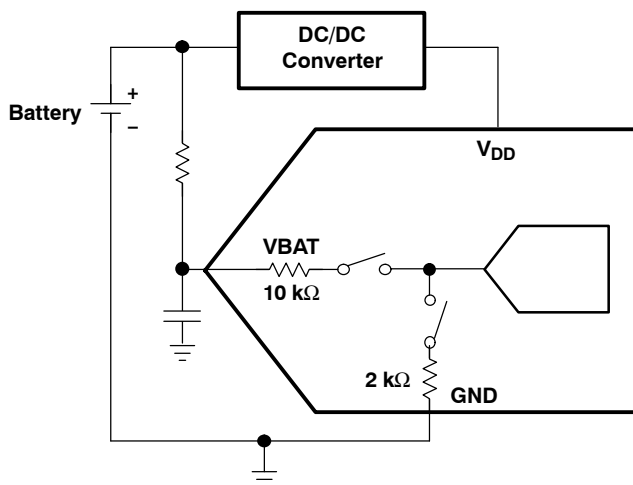 DC/DC
Converter
Battery
+
−
V_DD
VBAT
10 kΩ
2 kΩ
GND